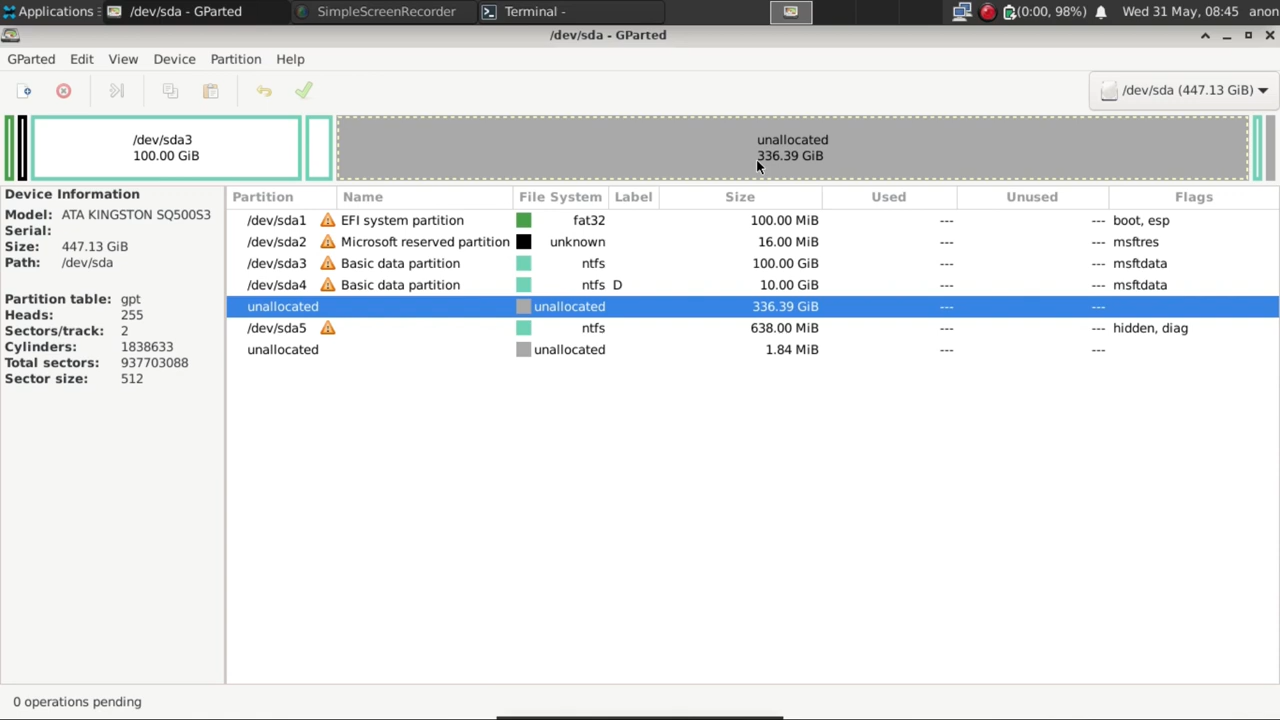 Applications /dev/sda - GParted SimpleScreenRecorder Terminal - (0:00, 98%) Wed 31 May, 08:45 anon
/dev/sda - GParted
GParted Edit View Device Partition Help
/dev/sda (447.13 GiB)
/dev/sda3
100.00 GiB
unallocated
336.39 GiB
Device Information
Model: ATA KINGSTON SQ500S3
Serial:
Size: 447.13 GiB
Path: /dev/sda
Partition table: gpt
Heads: 255
Sectors/track: 2
Cylinders: 1838633
Total sectors: 937703088
Sector size: 512
Partition Name File System Label Size Used Unused Flags
/dev/sda1 EFI system partition fat32 100.00 MiB --- --- boot, esp
/dev/sda2 Microsoft reserved partition unknown 16.00 MiB --- --- msftres
/dev/sda3 Basic data partition ntfs 100.00 GiB --- --- msftdata
/dev/sda4 Basic data partition ntfs D 10.00 GiB --- --- msftdata
unallocated unallocated 336.39 GiB --- ---
/dev/sda5 ntfs 638.00 MiB --- --- hidden, diag
unallocated unallocated 1.84 MiB --- ---
0 operations pending